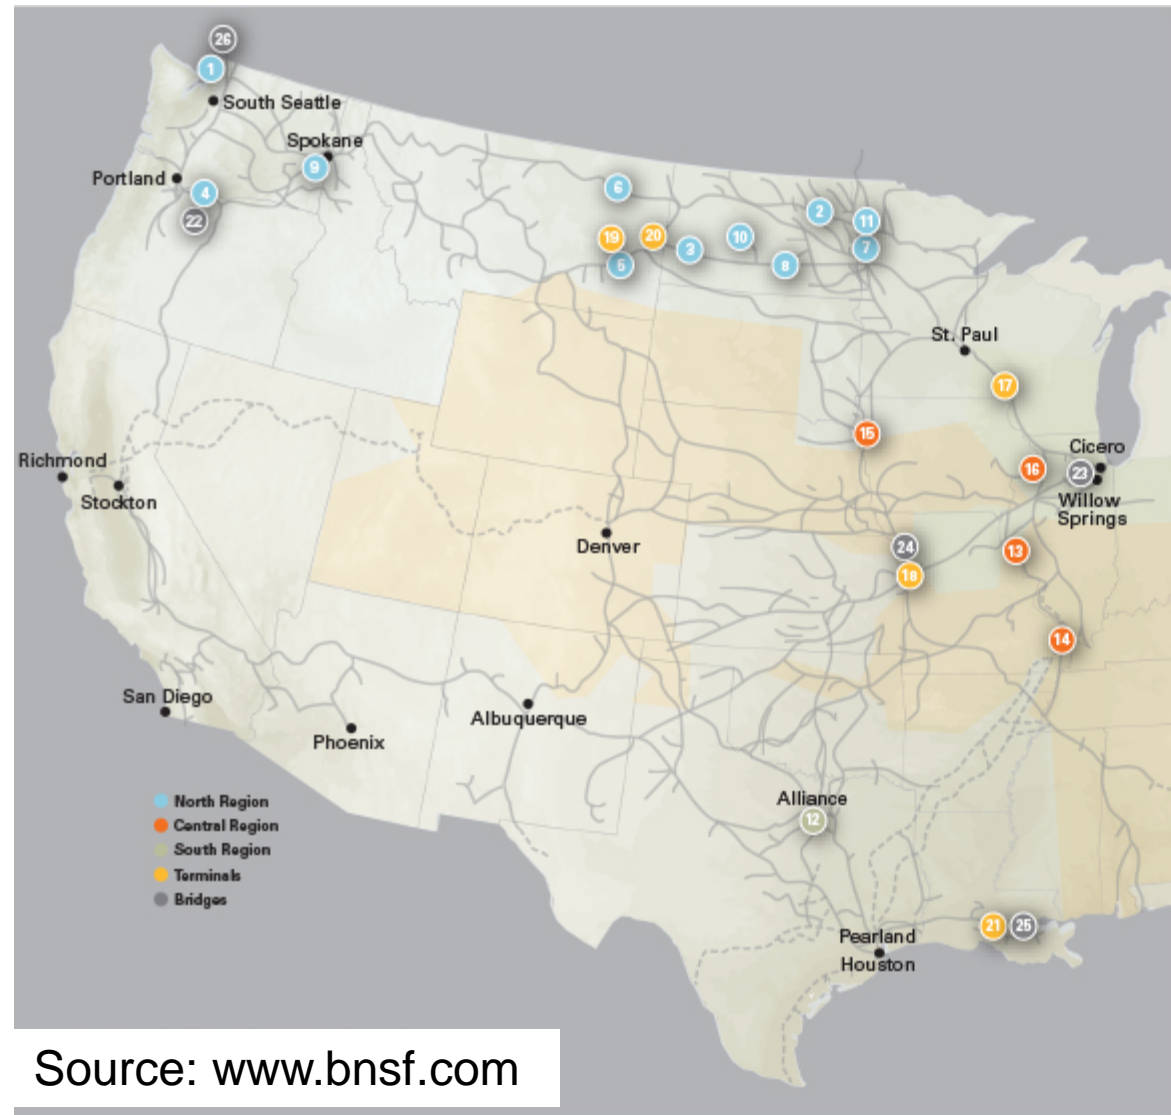 26
1
South Seattle
Spokane
9
Portland
4
22
6
2
11
19
20
3
10
7
5
8
St. Paul
17
15
Cicero
16
23
Willow
Springs
Richmond
Stockton
Denver
24
18
13
14
San Diego
Albuquerque
Phoenix
Alliance
12
North Region
Central Region
South Region
Terminals
Bridges
21
25
Pearland
Houston
Source: www.bnsf.com